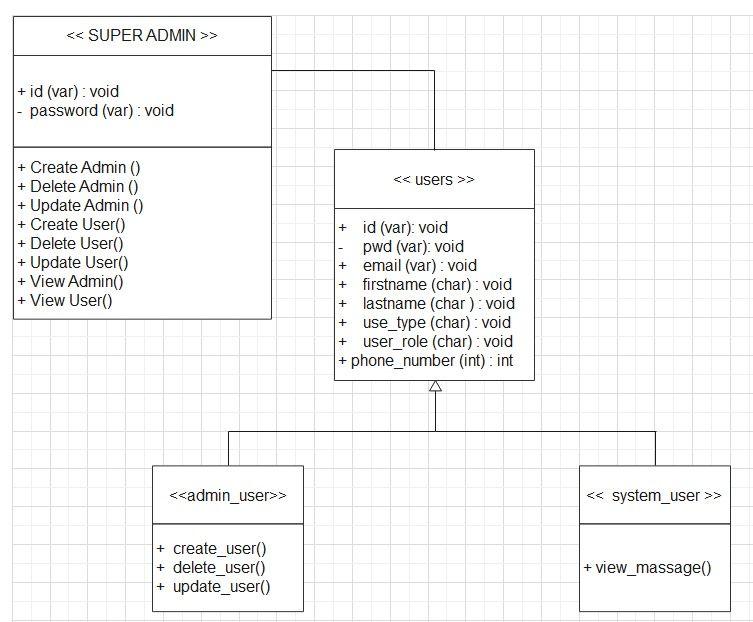 << SUPER ADMIN >>
+ id (var) : void
- password (var) : void
+ Create Admin ()
+ Delete Admin ()
+ Update Admin ()
+ Create User()
+ Delete User()
+ Update User()
+ View Admin()
+ View User()
<< users >>
+ id (var): void
- pwd (var): void
+ email (var) : void
+ firstname (char) : void
+ lastname (char ) : void
+ use_type (char) : void
+ user_role (char) : void
+ phone_number (int) : int
<<admin_user>>
+ create_user()
+ delete_user()
+ update_user()
<< system_user >>
+ view_massage()